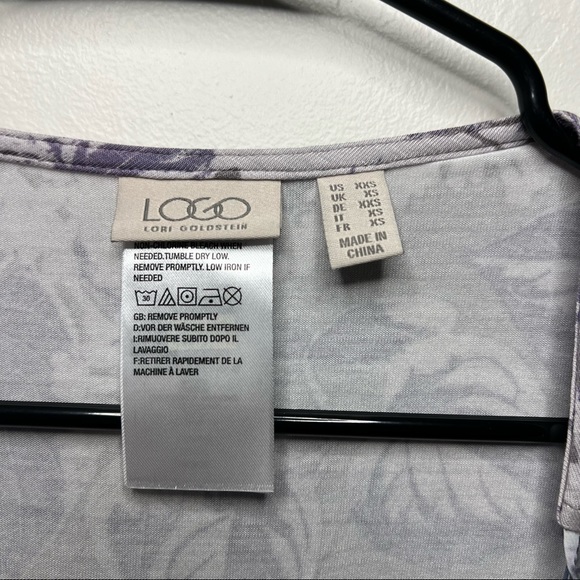 LOGO
LORI GOLDSTEIN
NON-CHLORINE BLEACH WHEN
NEEDED.TUMBLE DRY LOW.
REMOVE PROMPTLY. LOW IRON IF
NEEDED
30
GB: REMOVE PROMPTLY
D:VOR DER WÄSCHE ENTFERNEN
I:RIMUOVERE SUBITO DOPO IL
LAVAGGIO
F:RETIRER RAPIDEMENT DE LA
MACHINE À LAVER
US XXS
UK XS
DE XXS
IT XS
FR XS
MADE IN
CHINA